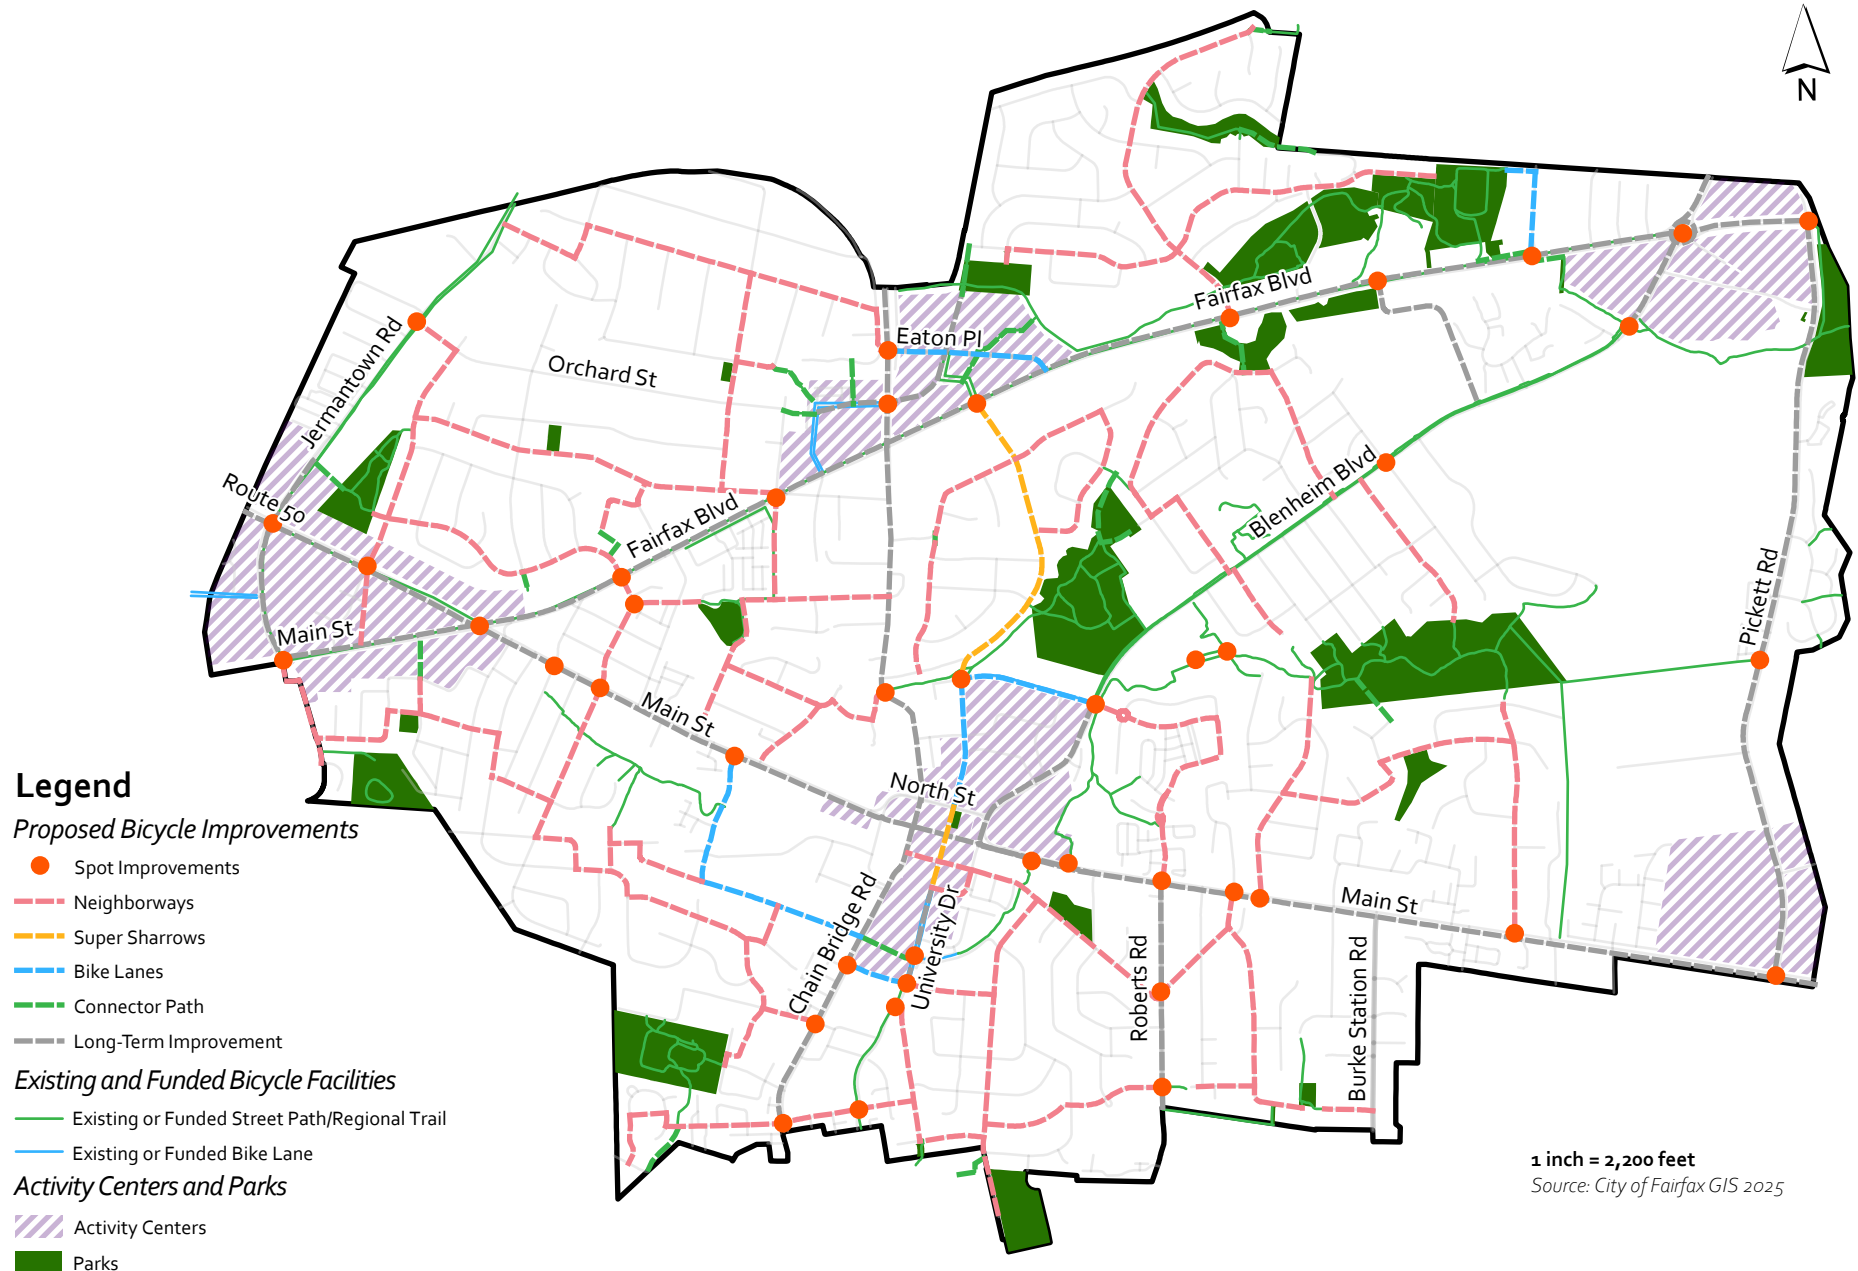 N
Fairfax Blvd
Eaton Pl
Orchard St
Jermantown Rd
Route 50
Fairfax Blvd
Blenheim Blvd
Pickett Rd
Main St
Main St
North St
Main St
Chain Bridge Rd
University Dr
Roberts Rd
Burke Station Rd
Legend
Proposed Bicycle Improvements
Spot Improvements
Neighborways
Super Sharrows
Bike Lanes
Connector Path
Long-Term Improvement
Existing and Funded Bicycle Facilities
Existing or Funded Street Path/Regional Trail
Existing or Funded Bike Lane
Activity Centers and Parks
Activity Centers
Parks
1 inch = 2,200 feet
Source: City of Fairfax GIS 2025